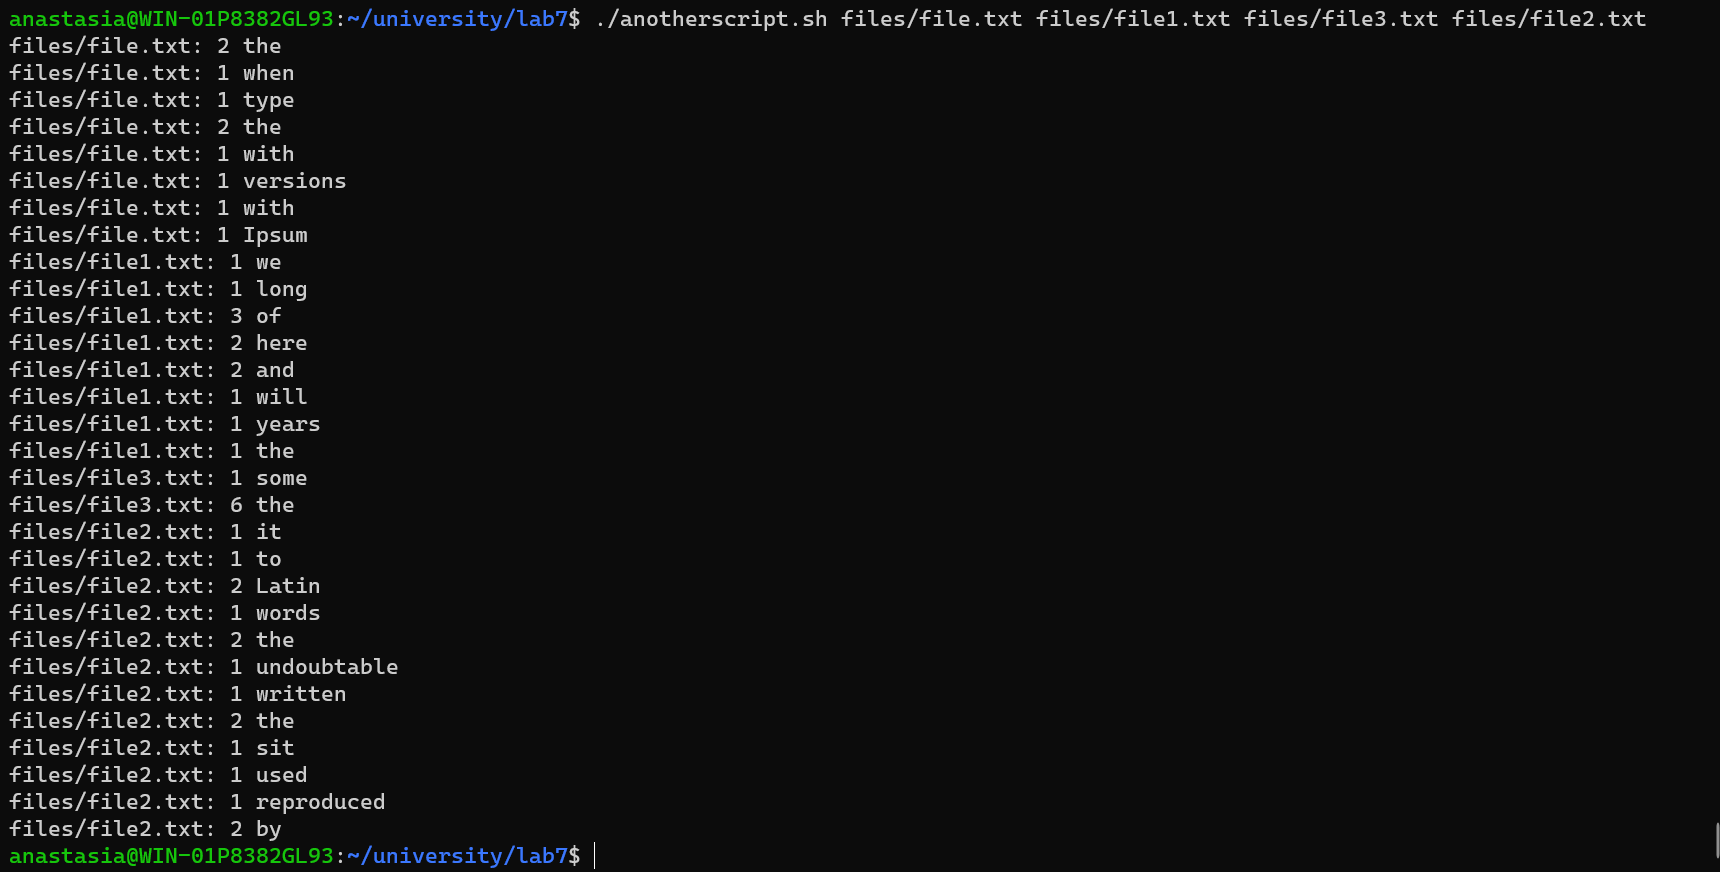 anastasia@WIN-01P8382GL93:~/university/lab7$ ./anotherscript.sh files/file.txt files/file1.txt files/file3.txt files/file2.txt
files/file.txt: 2 the
files/file.txt: 1 when
files/file.txt: 1 type
files/file.txt: 2 the
files/file.txt: 1 with
files/file.txt: 1 versions
files/file.txt: 1 with
files/file.txt: 1 Ipsum
files/file1.txt: 1 we
files/file1.txt: 1 long
files/file1.txt: 3 of
files/file1.txt: 2 here
files/file1.txt: 2 and
files/file1.txt: 1 will
files/file1.txt: 1 years
files/file1.txt: 1 the
files/file3.txt: 1 some
files/file3.txt: 6 the
files/file2.txt: 1 it
files/file2.txt: 1 to
files/file2.txt: 2 Latin
files/file2.txt: 1 words
files/file2.txt: 2 the
files/file2.txt: 1 undoubtable
files/file2.txt: 1 written
files/file2.txt: 2 the
files/file2.txt: 1 sit
files/file2.txt: 1 used
files/file2.txt: 1 reproduced
files/file2.txt: 2 by
anastasia@WIN-01P8382GL93:~/university/lab7$